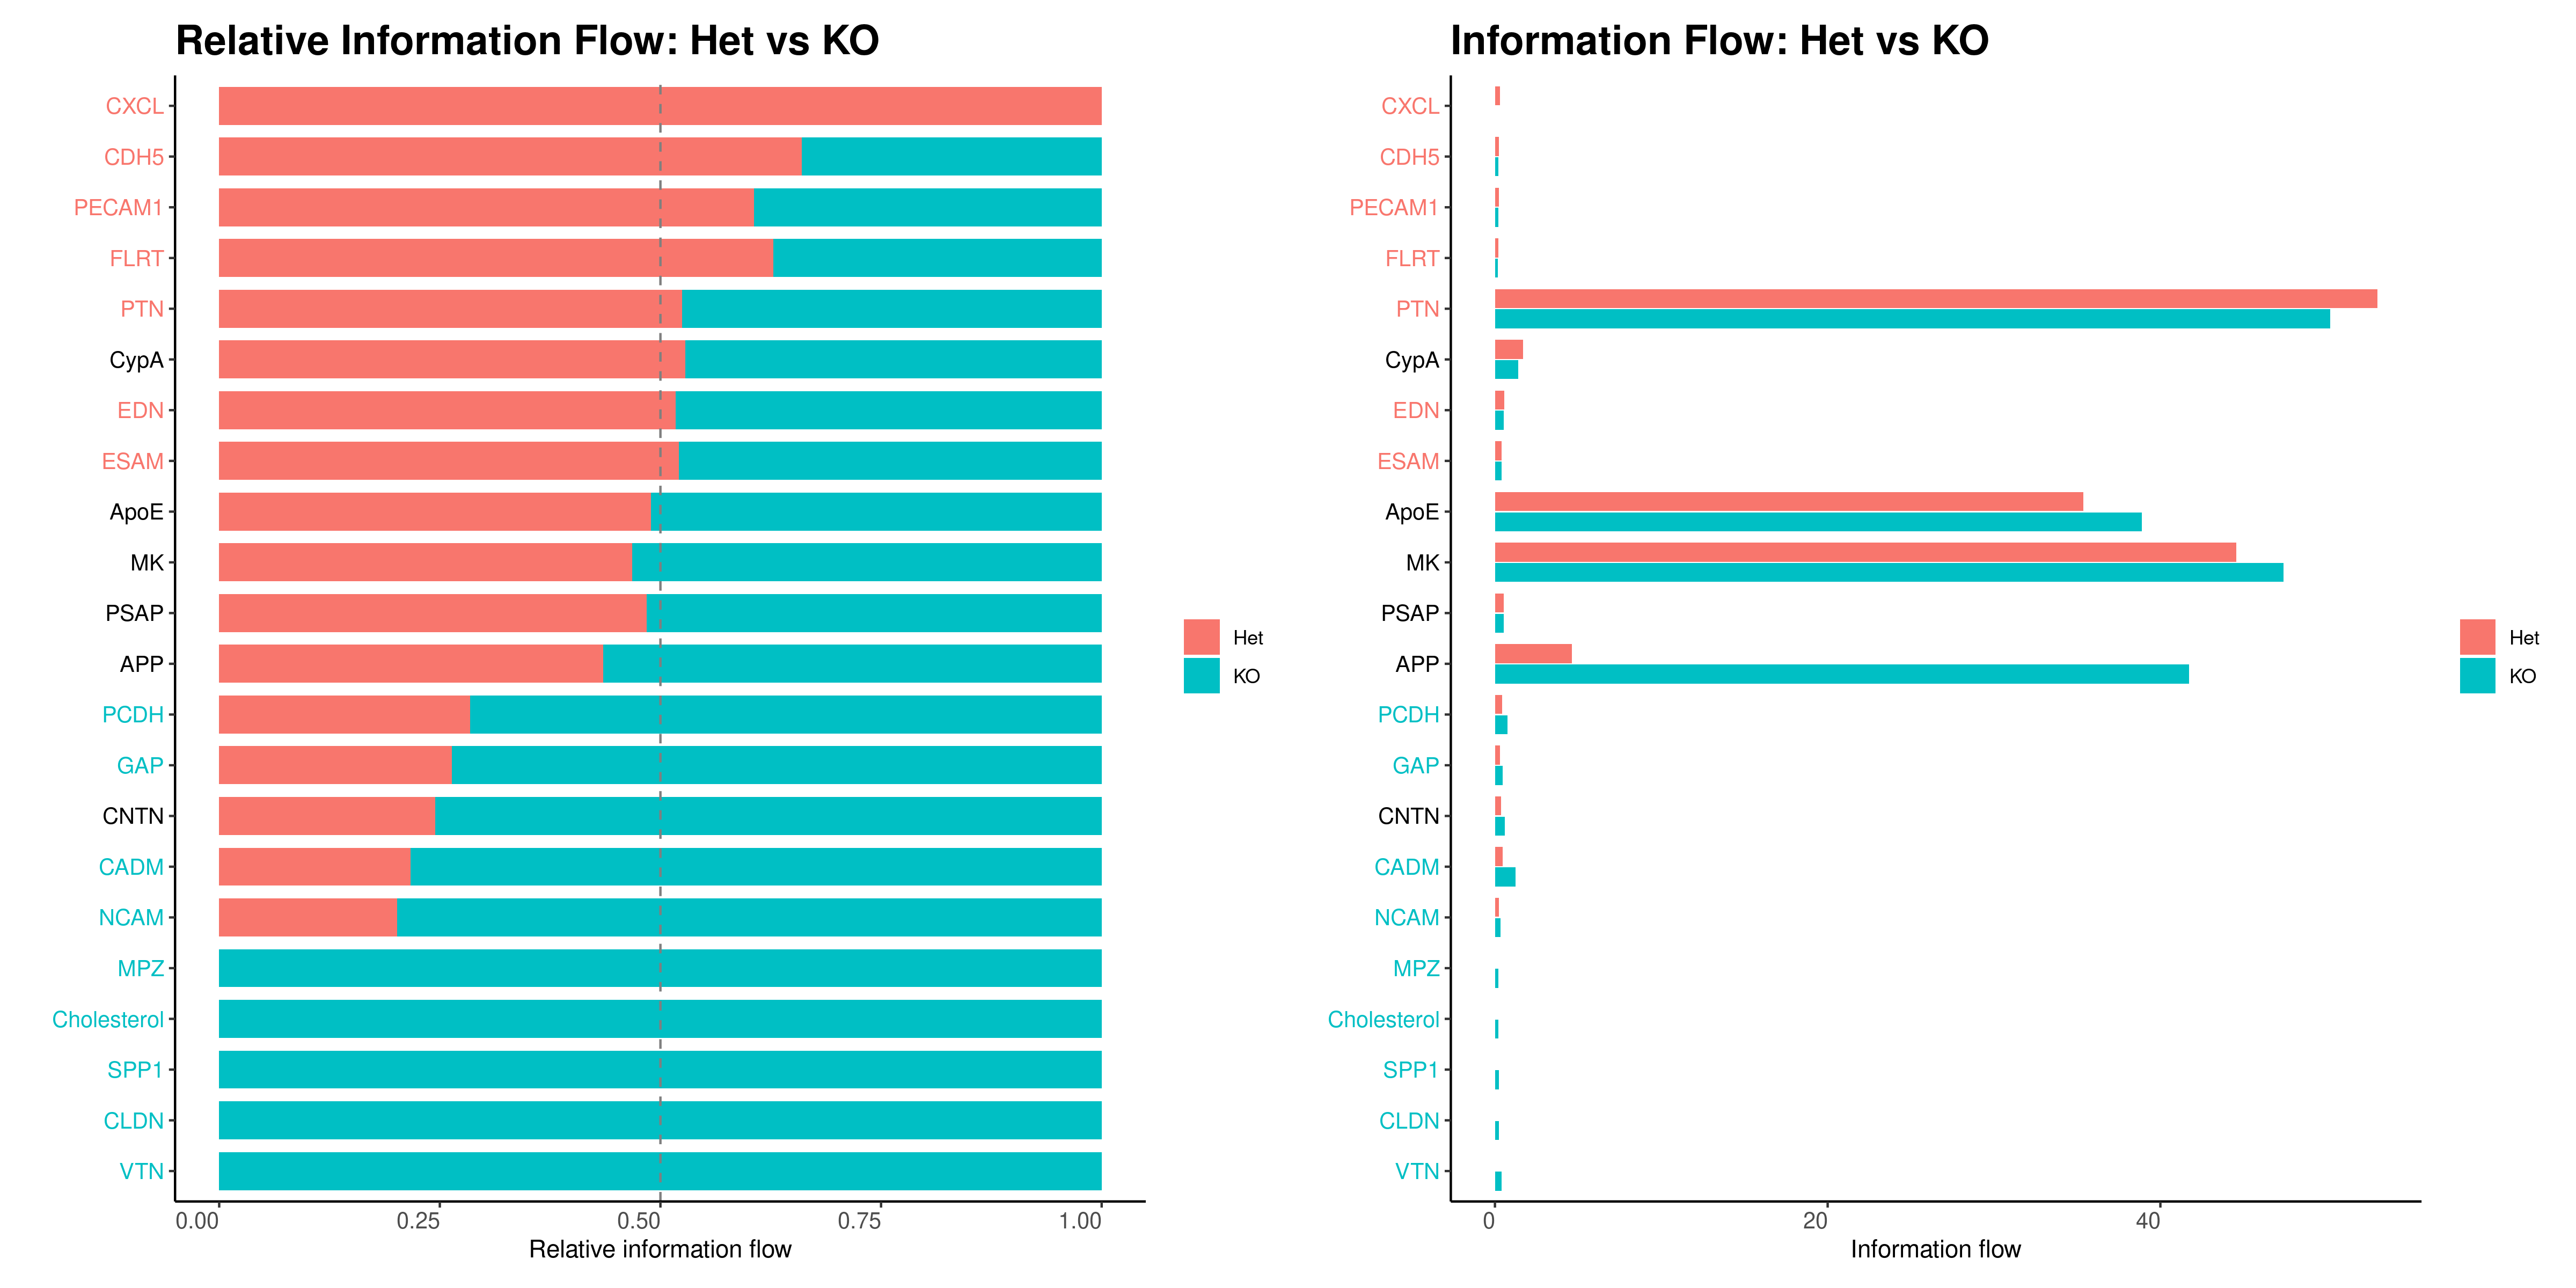 Relative Information Flow: Het vs KO
CXCL
CDH5
PECAM1
FLRT
PTN
CypA
EDN
ESAM
ApoE
MK
PSAP
APP
PCDH
GAP
CNTN
CADM
NCAM
MPZ
Cholesterol
SPP1
CLDN
VTN
0.00 0.25 0.50 0.75 1.00
Relative information flow
Het
KO
Information Flow: Het vs KO
CXCL
CDH5
PECAM1
FLRT
PTN
CypA
EDN
ESAM
ApoE
MK
PSAP
APP
PCDH
GAP
CNTN
CADM
NCAM
MPZ
Cholesterol
SPP1
CLDN
VTN
0 20 40
Information flow
Het
KO